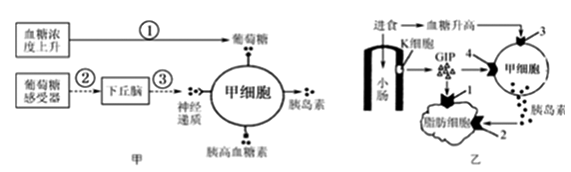 血糖浓
度上升
①
葡萄糖
葡萄糖
感受器
②
下丘脑
③
神经
递质
甲细胞
胰岛素
胰高血糖素
甲
进食
血糖升高
3
K细胞
GIP
4
甲细胞
小
肠
1
胰岛素
脂肪细胞
2
乙